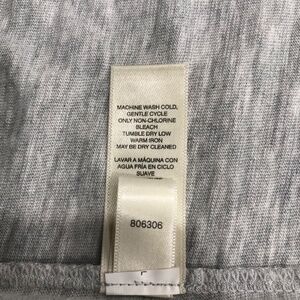 MACHINE WASH COLD,
GENTLE CYCLE
ONLY NON-CHLORINE
BLEACH
TUMBLE DRY LOW
WARM IRON
MAY BE DRY CLEANED
LAVAR A MÁQUINA CON
AGUA FRÍA EN CICLO
SUAVE
806306